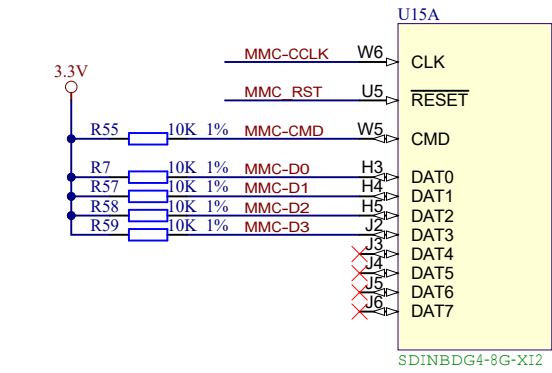 U15A
MMC-CCLK W6 CLK
3.3V
MMC_RST U5 RESET
R55 10K 1% MMC-CMD W5 CMD
R7 10K 1% MMC-D0 H3 DAT0
R57 10K 1% MMC-D1 H4 DAT1
R58 10K 1% MMC-D2 H5 DAT2
R59 10K 1% MMC-D3 J2 DAT3
J3 DAT4
J4 DAT5
J5 DAT6
J6 DAT7
SDINBDG4-8G-XI2